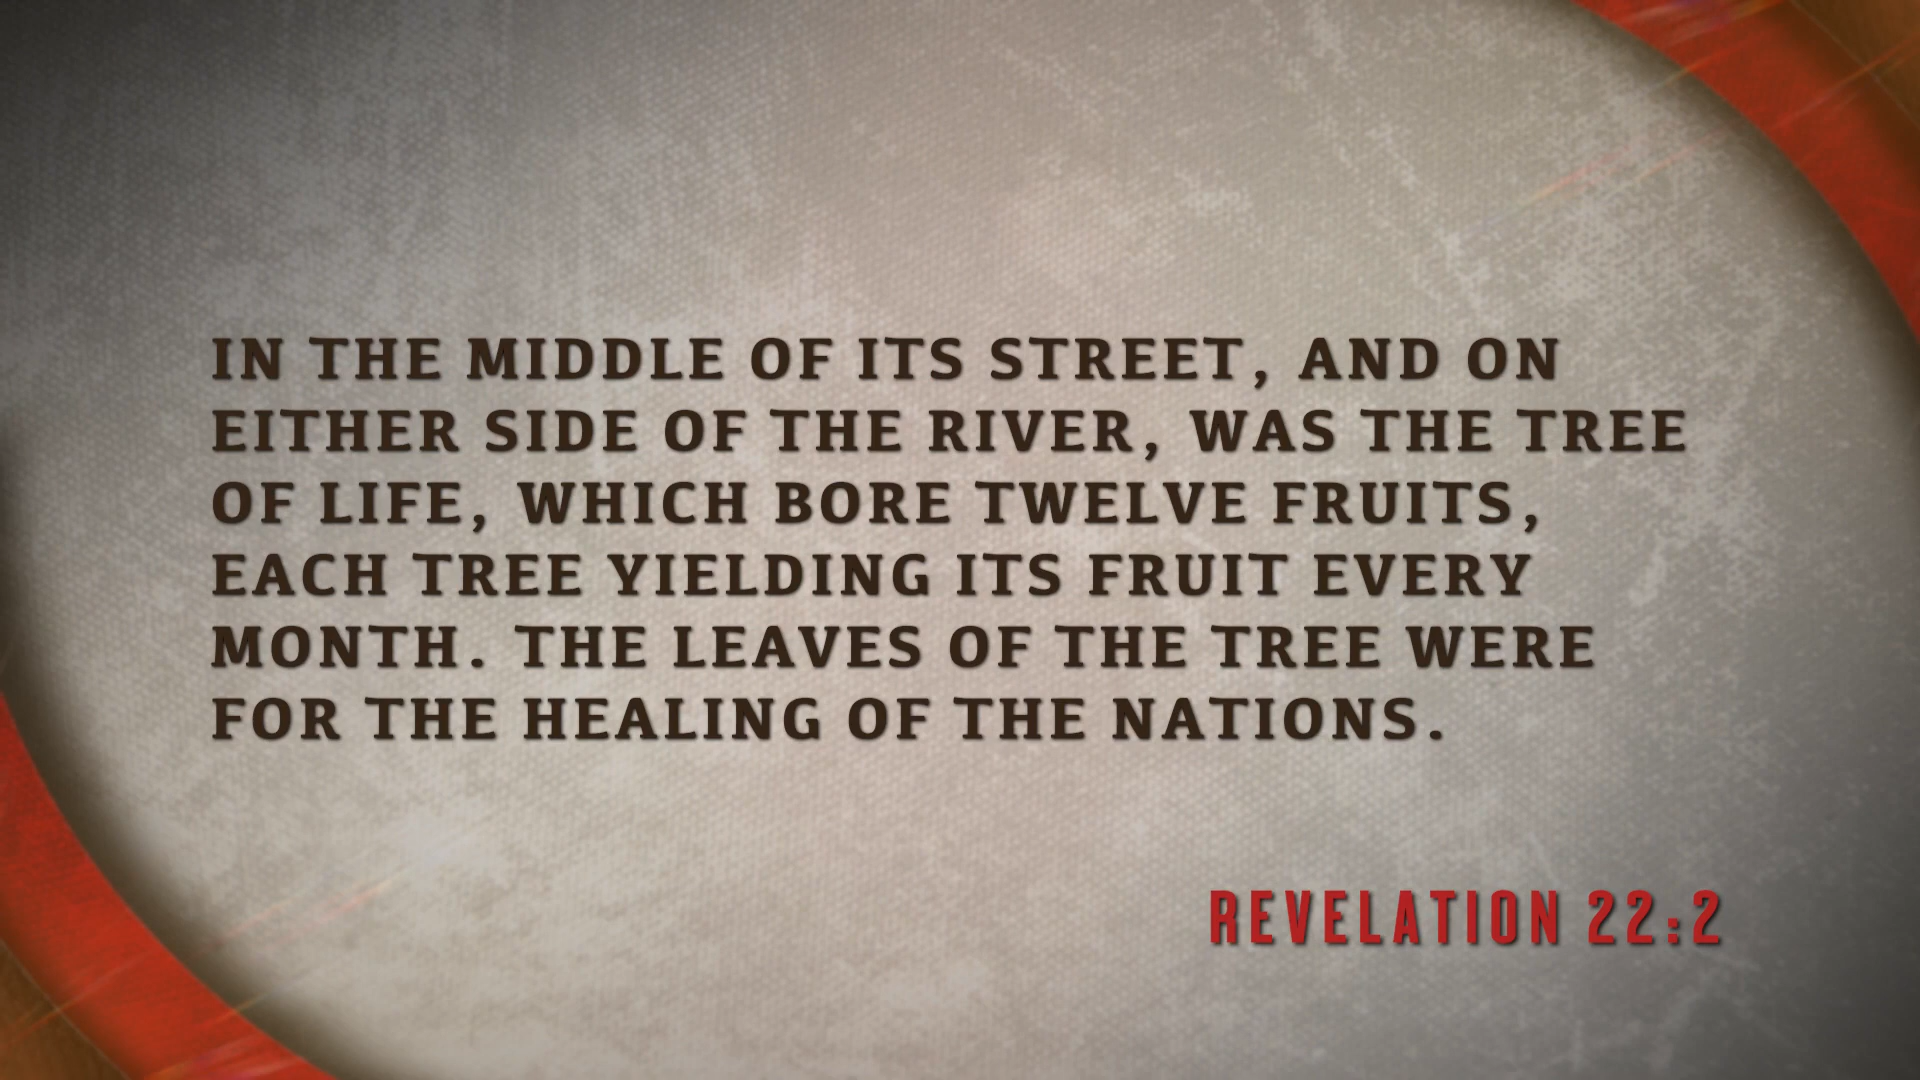 IN THE MIDDLE OF ITS STREET, AND ON
EITHER SIDE OF THE RIVER, WAS THE TREE
OF LIFE, WHICH BORE TWELVE FRUITS,
EACH TREE YIELDING ITS FRUIT EVERY
MONTH. THE LEAVES OF THE TREE WERE
FOR THE HEALING OF THE NATIONS.
REVELATION 22:2